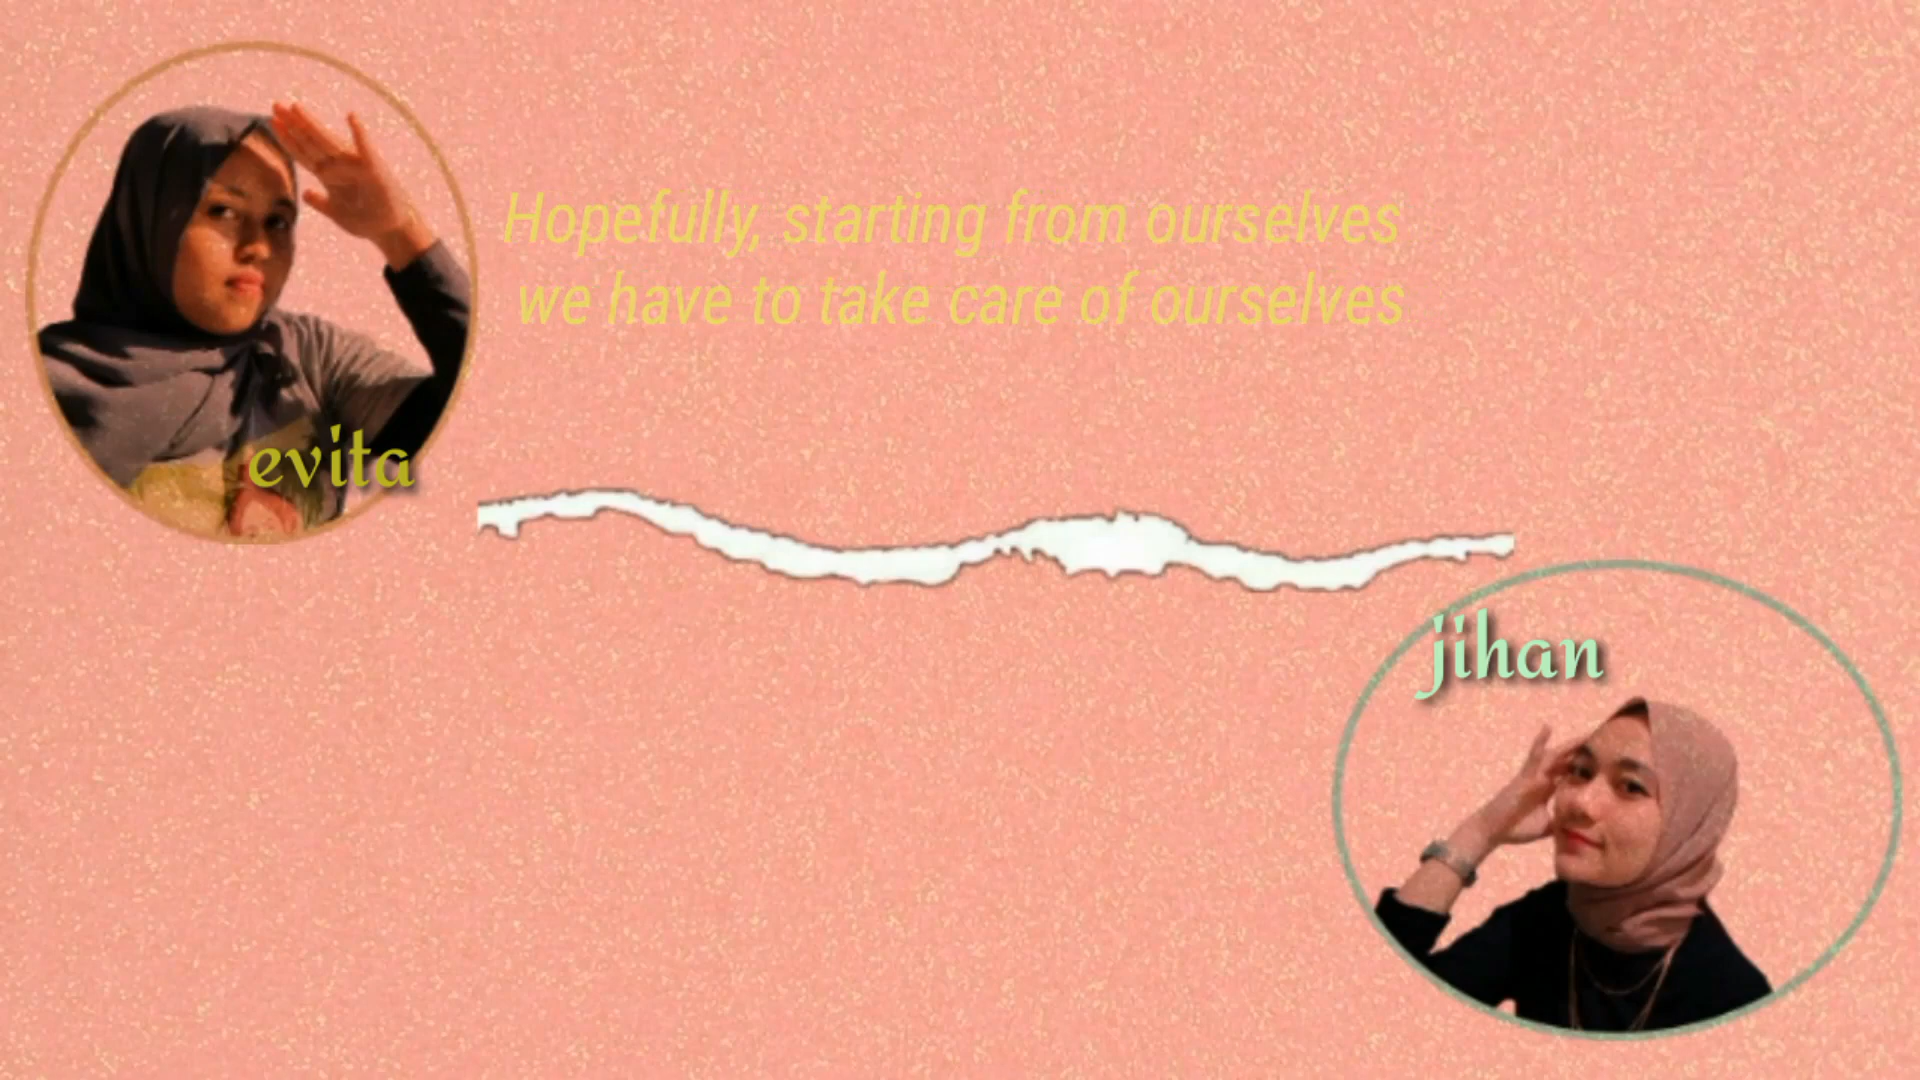 Hopefully, starting from ourselves
we have to take care of ourselves
evita
jihan